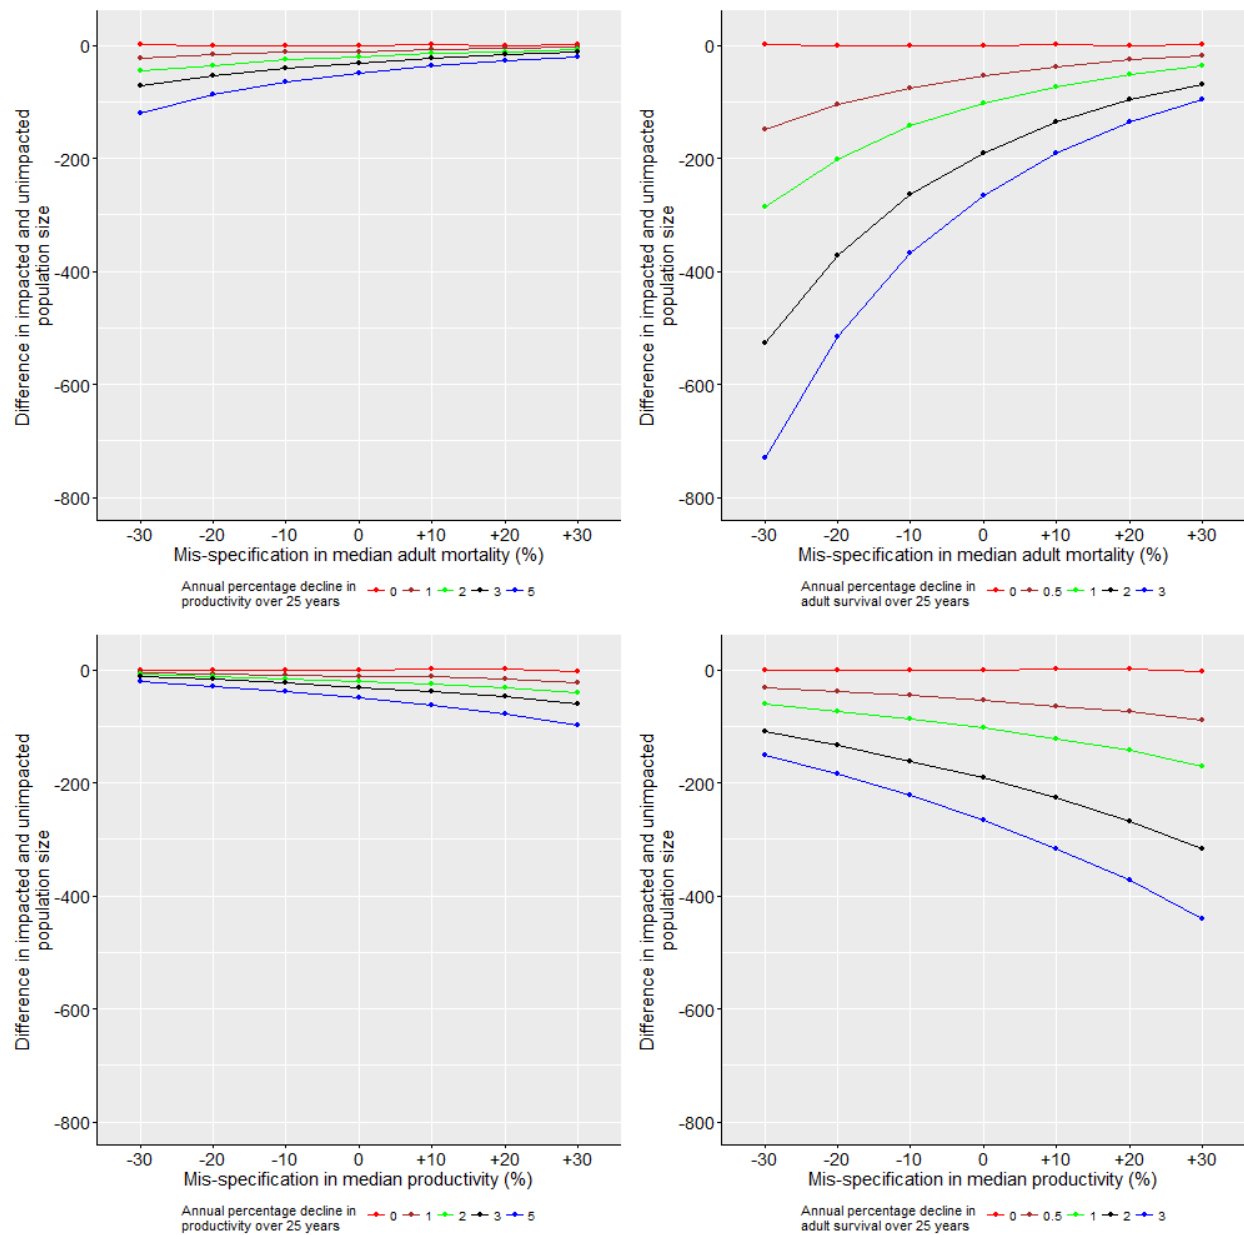 Difference in impacted and unimpacted
population size
0
-200
-400
-600
-800
-30 -20 -10 0 +10 +20 +30
Mis-specification in median adult mortality (%)
Annual percentage decline in
productivity over 25 years 0 1 2 3 5
Difference in impacted and unimpacted
population size
0
-200
-400
-600
-800
-30 -20 -10 0 +10 +20 +30
Mis-specification in median adult mortality (%)
Annual percentage decline in
adult survival over 25 years 0 0.5 1 2 3
Difference in impacted and unimpacted
population size
0
-200
-400
-600
-800
-30 -20 -10 0 +10 +20 +30
Mis-specification in median productivity (%)
Annual percentage decline in
productivity over 25 years 0 1 2 3 5
Difference in impacted and unimpacted
population size
0
-200
-400
-600
-800
-30 -20 -10 0 +10 +20 +30
Mis-specification in median productivity (%)
Annual percentage decline in
adult survival over 25 years 0 0.5 1 2 3